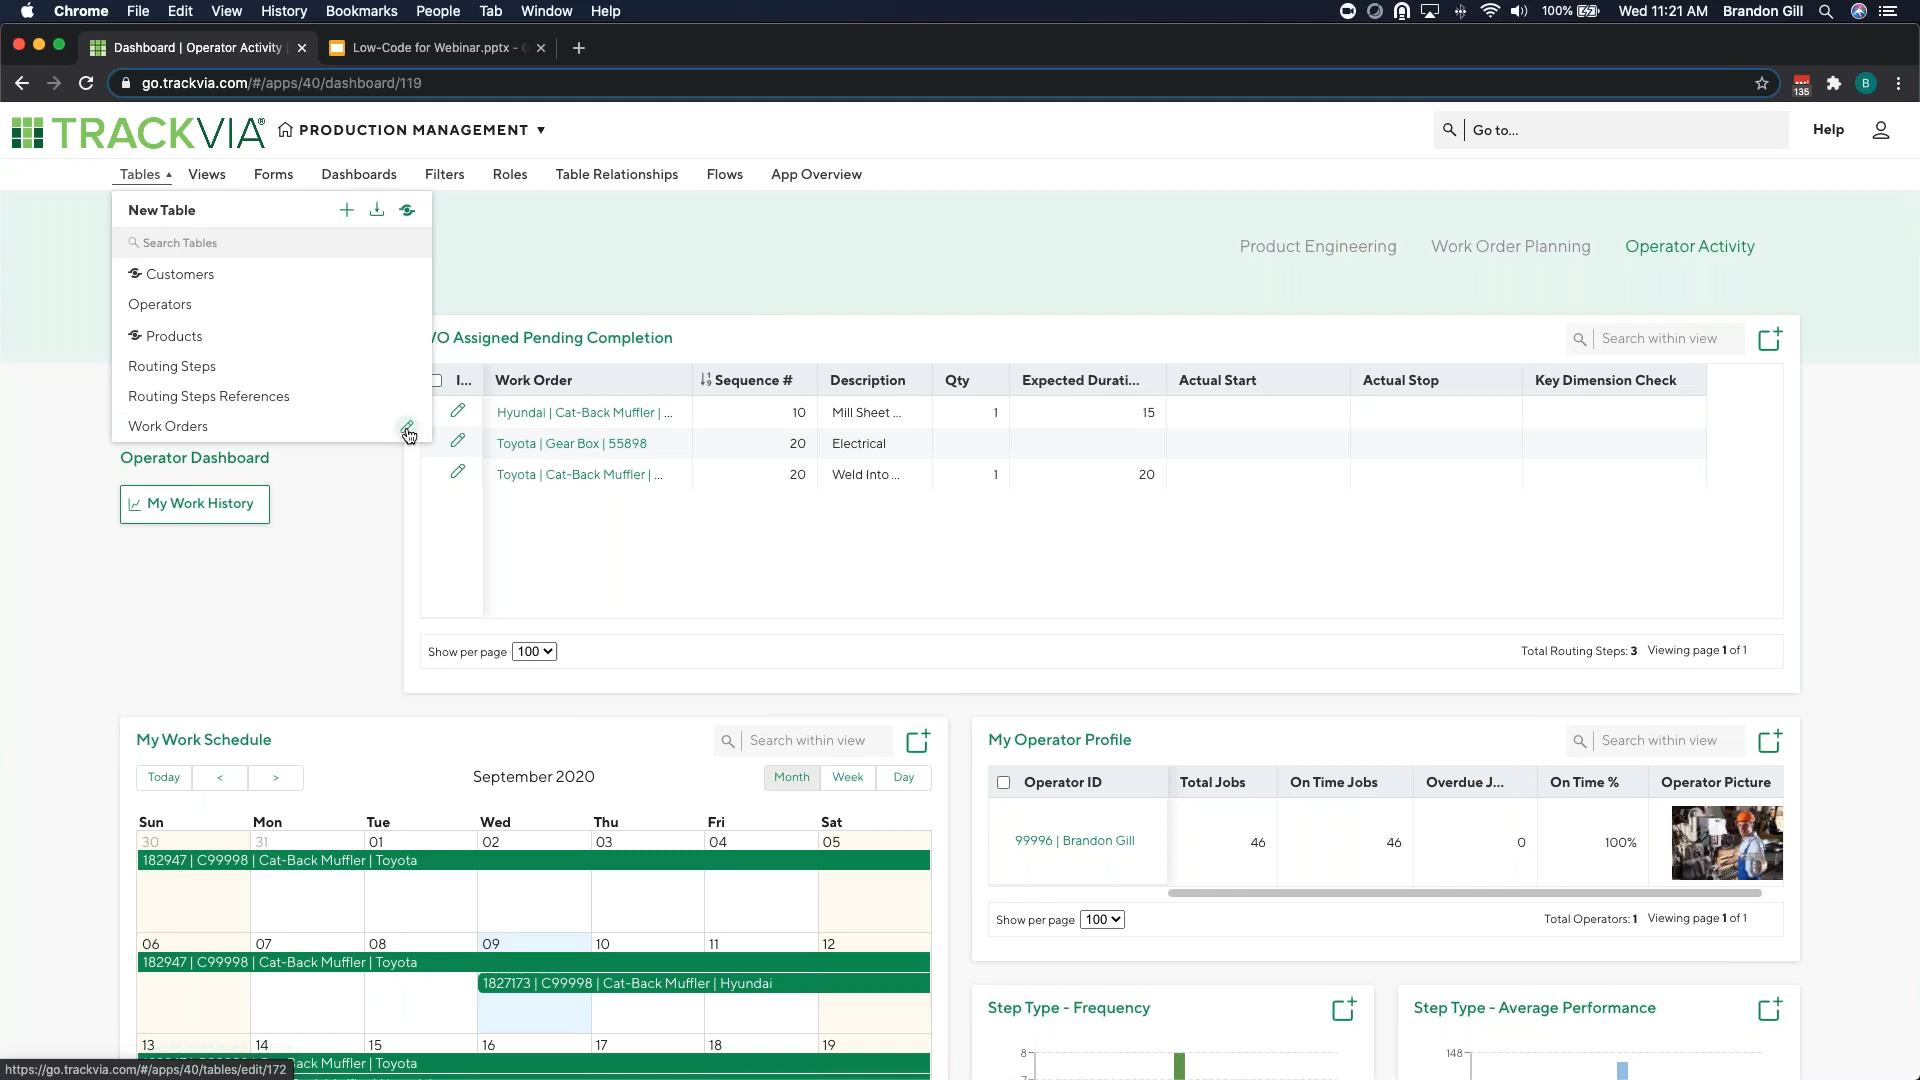 Chrome File Edit View History Bookmarks People Tab Window Help 100% Wed 11:21 AM Brandon Gill
Dashboard | Operator Activity Low-Code for Webinar.pptx -
go.trackvia.com/#/apps/40/dashboard/119 135 B
TRACKVIA® PRODUCTION MANAGEMENT Go to... Help
Tables Views Forms Dashboards Filters Roles Table Relationships Flows App Overview
New Table
Search Tables
Customers
Operators
Products
Routing Steps
Routing Steps References
Work Orders
Product Engineering Work Order Planning Operator Activity
Operator Dashboard
My Work History
/O Assigned Pending Completion Search within view
I... Work Order Sequence # Description Qty Expected Durati... Actual Start Actual Stop Key Dimension Check
Hyundai | Cat-Back Muffler | ... 10 Mill Sheet ... 1 15
Toyota | Gear Box | 55898 20 Electrical
Toyota | Cat-Back Muffler | ... 20 Weld Into ... 1 20
Show per page 100 Total Routing Steps: 3 Viewing page 1 of 1
My Work Schedule Search within view
Today < > September 2020 Month Week Day
Sun Mon Tue Wed Thu Fri Sat
30 31 01 02 03 04 05
182947 | C99998 | Cat-Back Muffler | Toyota
06 07 08 09 10 11 12
182947 | C99998 | Cat-Back Muffler | Toyota
1827173 | C99998 | Cat-Back Muffler | Hyundai
13 14 15 16 17 18 19
ack Muffler | Toyota
My Operator Profile Search within view
Operator ID Total Jobs On Time Jobs Overdue J... On Time % Operator Picture
99996 | Brandon Gill 46 46 0 100%
Show per page 100 Total Operators: 1 Viewing page 1 of 1
Step Type - Frequency
8
Step Type - Average Performance
148
https://go.trackvia.com/#/apps/40/tables/edit/172